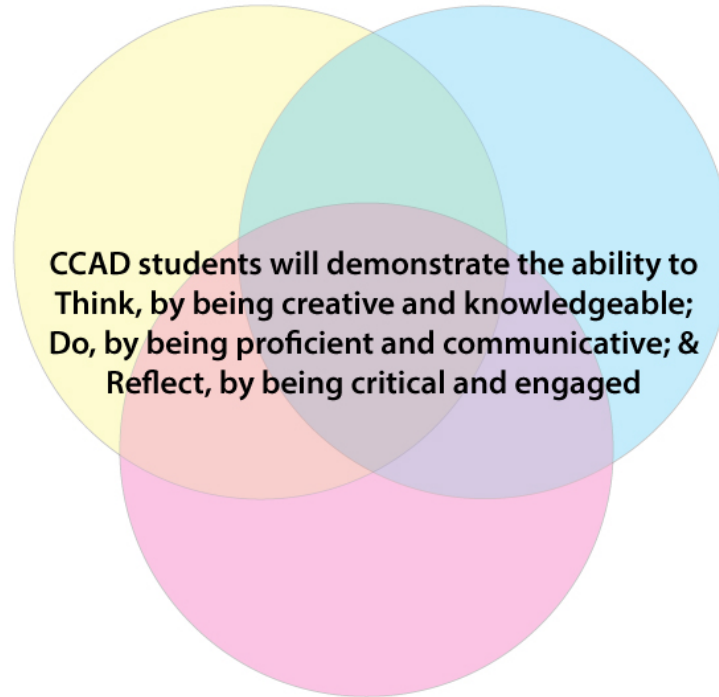 CCAD students will demonstrate the ability to
Think, by being creative and knowledgeable;
Do, by being proficient and communicative; &
Reflect, by being critical and engaged